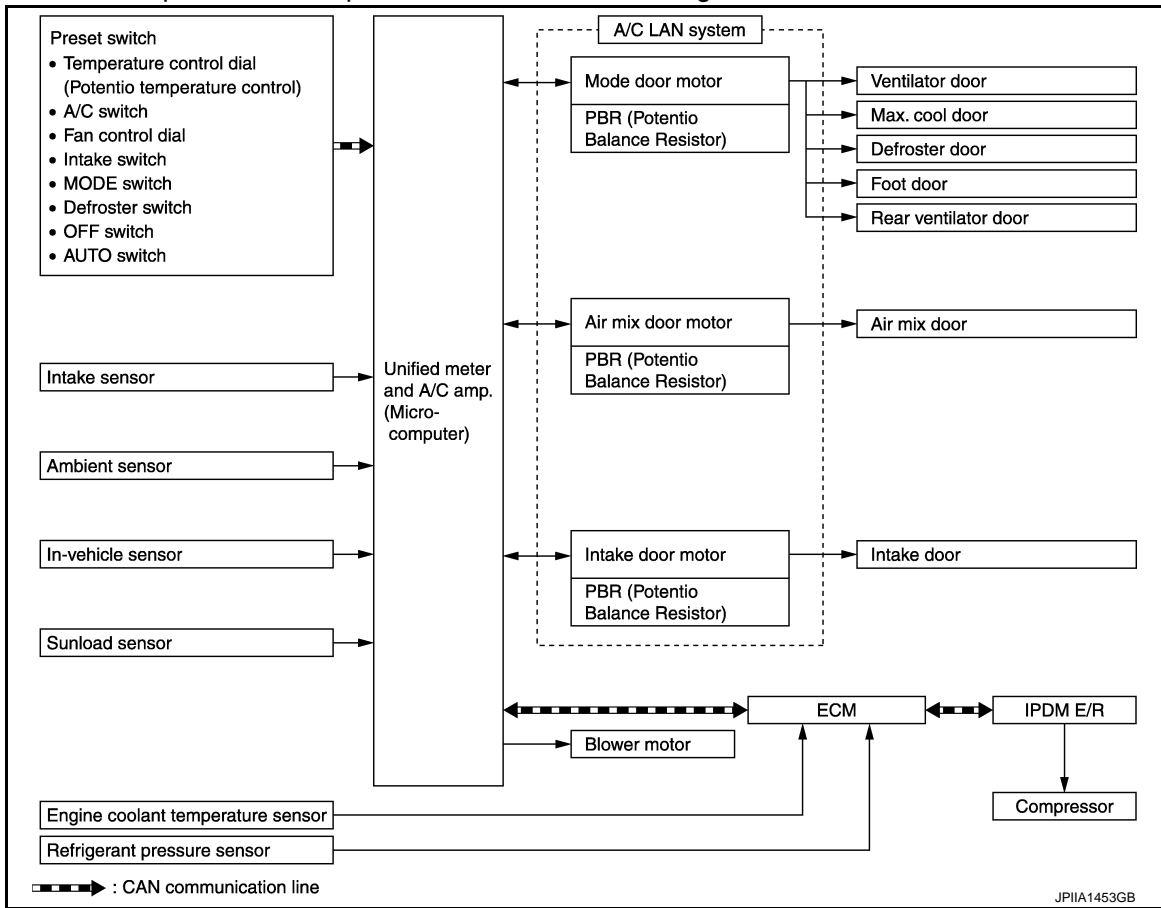 Preset switch
• Temperature control dial
(Potentio temperature control)
• A/C switch
• Fan control dial
• Intake switch
• MODE switch
• Defroster switch
• OFF switch
• AUTO switch
Intake sensor
Ambient sensor
In-vehicle sensor
Sunload sensor
Engine coolant temperature sensor
Refrigerant pressure sensor
Unified meter
and A/C amp.
(Micro-
computer)
A/C LAN system
Mode door motor
PBR (Potentio
Balance Resistor)
Air mix door motor
PBR (Potentio
Balance Resistor)
Intake door motor
PBR (Potentio
Balance Resistor)
Ventilator door
Max. cool door
Defroster door
Foot door
Rear ventilator door
Air mix door
Intake door
ECM
IPDM E/R
Blower motor
Compressor
: CAN communication line
JPIIA1453GB